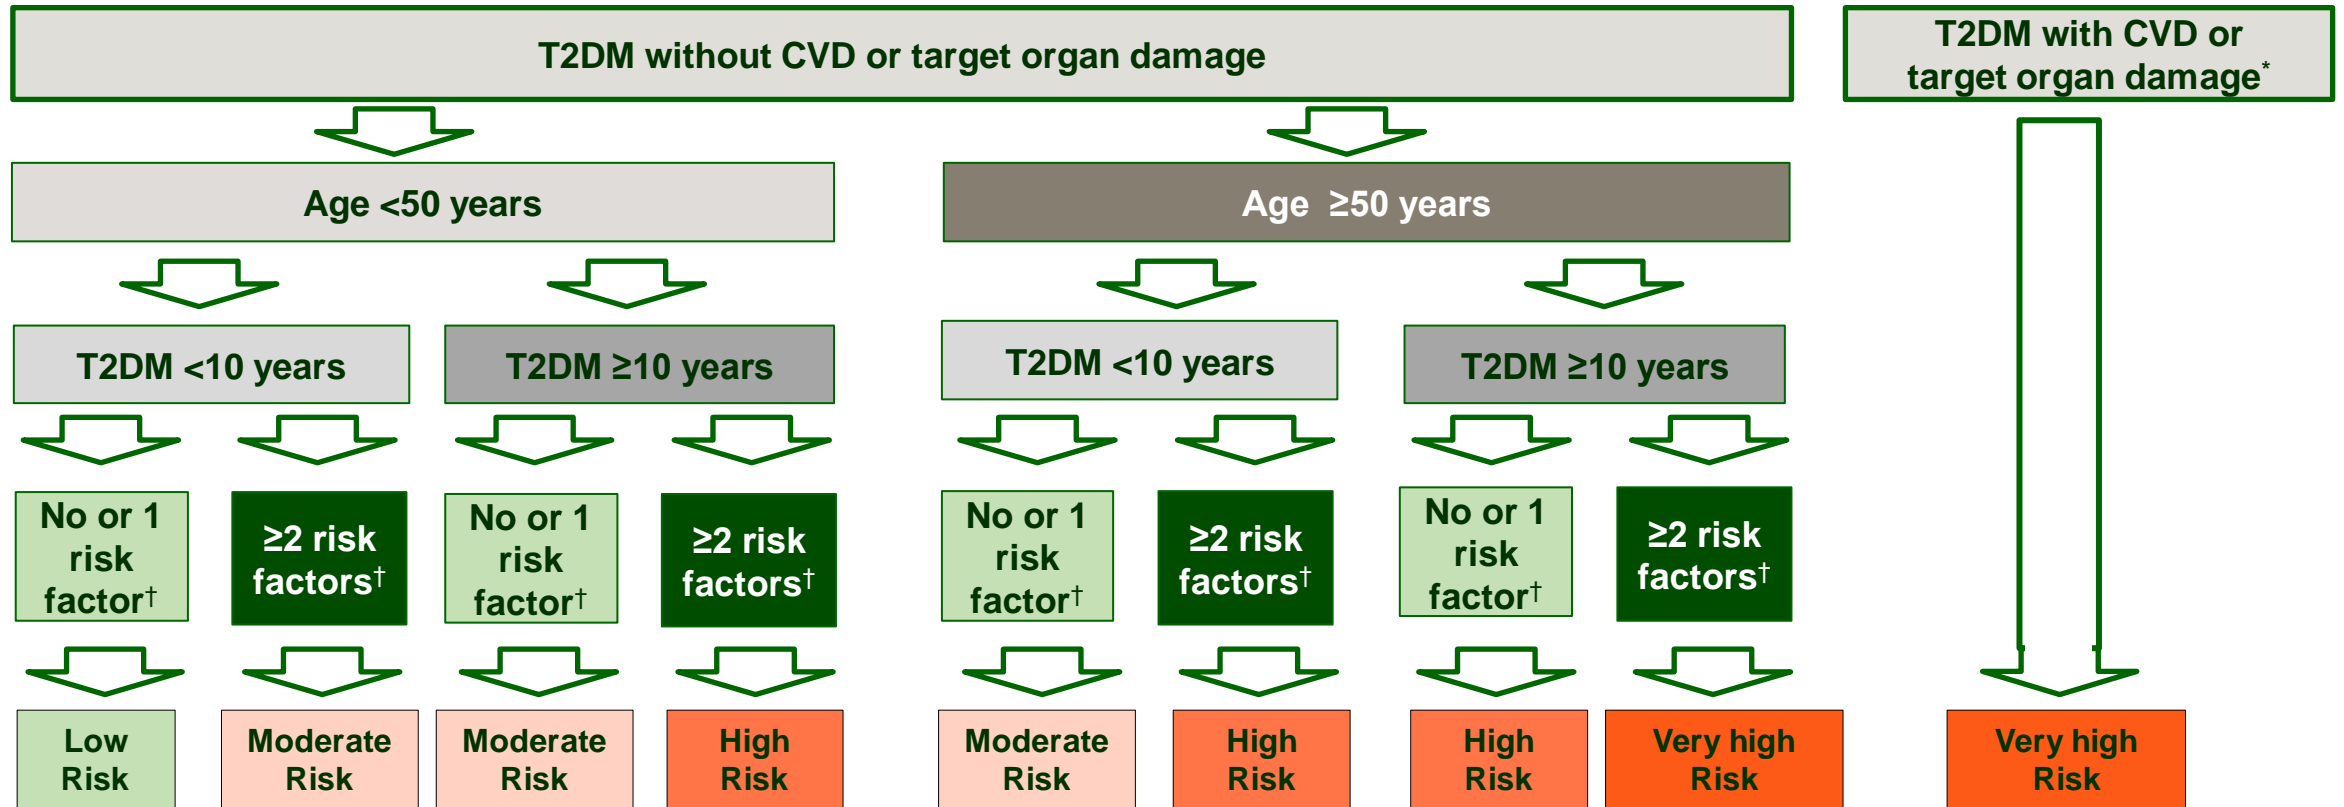 T2DM without CVD or target organ damage
T2DM with CVD or
target organ damage*
Age <50 years
Age ≥50 years
T2DM <10 years
T2DM ≥10 years
T2DM <10 years
T2DM ≥10 years
No or 1
risk
factor†
≥2 risk
factors†
No or 1
risk
factor†
≥2 risk
factors†
No or 1
risk
factor†
≥2 risk
factors†
No or 1
risk
factor†
≥2 risk
factors†
Low
Risk
Moderate
Risk
Moderate
Risk
High
Risk
Moderate
Risk
High
Risk
High
Risk
Very high
Risk
Very high
Risk